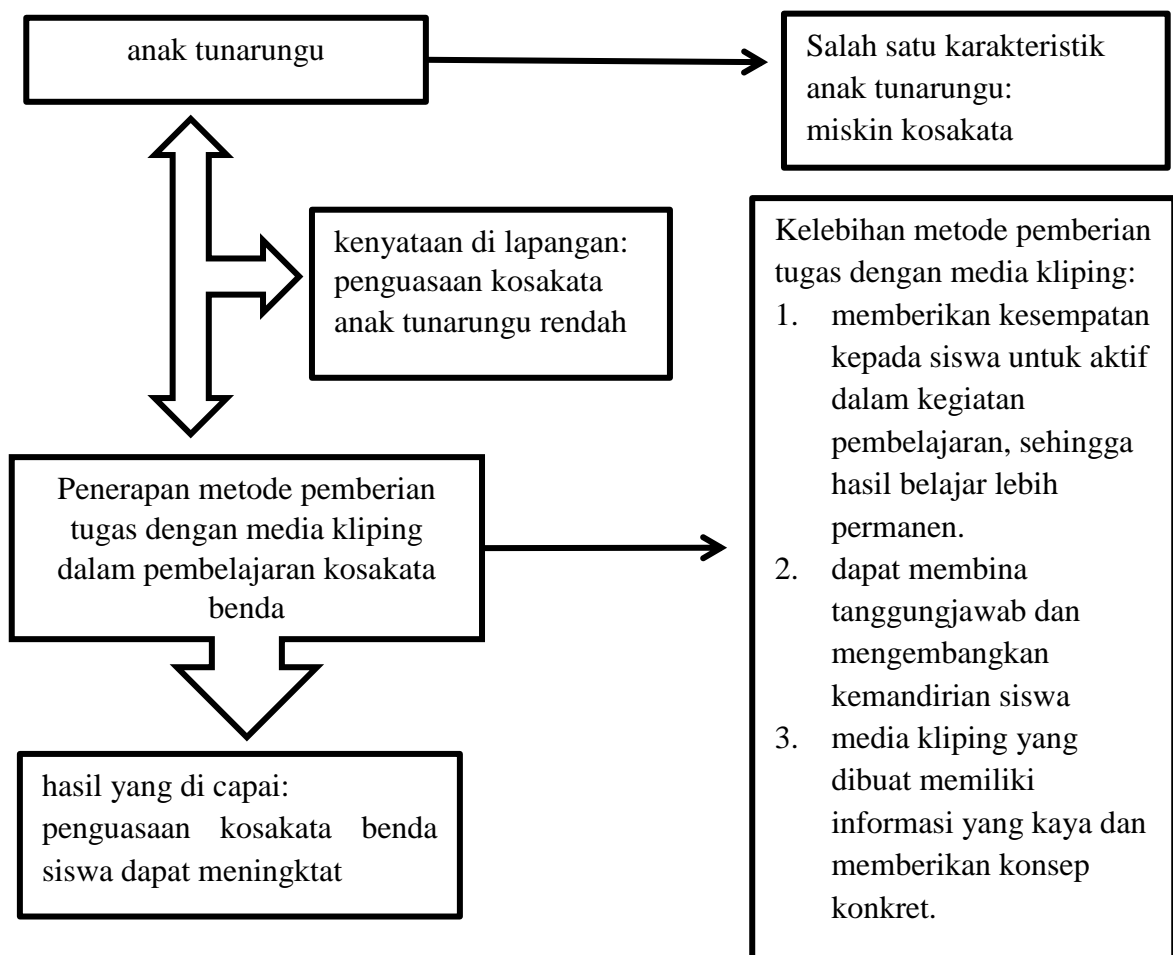 anak tunarungu
Salah satu karakteristik
anak tunarungu:
miskin kosakata
kenyataan di lapangan:
penguasaan kosakata
anak tunarungu rendah
Penerapan metode pemberian
tugas dengan media kliping
dalam pembelajaran kosakata
benda
Kelebihan metode pemberian
tugas dengan media kliping:
1. memberikan kesempatan
kepada siswa untuk aktif
dalam kegiatan
pembelajaran, sehingga
hasil belajar lebih
permanen.
2. dapat membina
tanggungjawab dan
mengembangkan
kemandirian siswa
3. media kliping yang
dibuat memiliki
informasi yang kaya dan
memberikan konsep
konkret.
hasil yang di capai:
penguasaan kosakata benda
siswa dapat meningktat